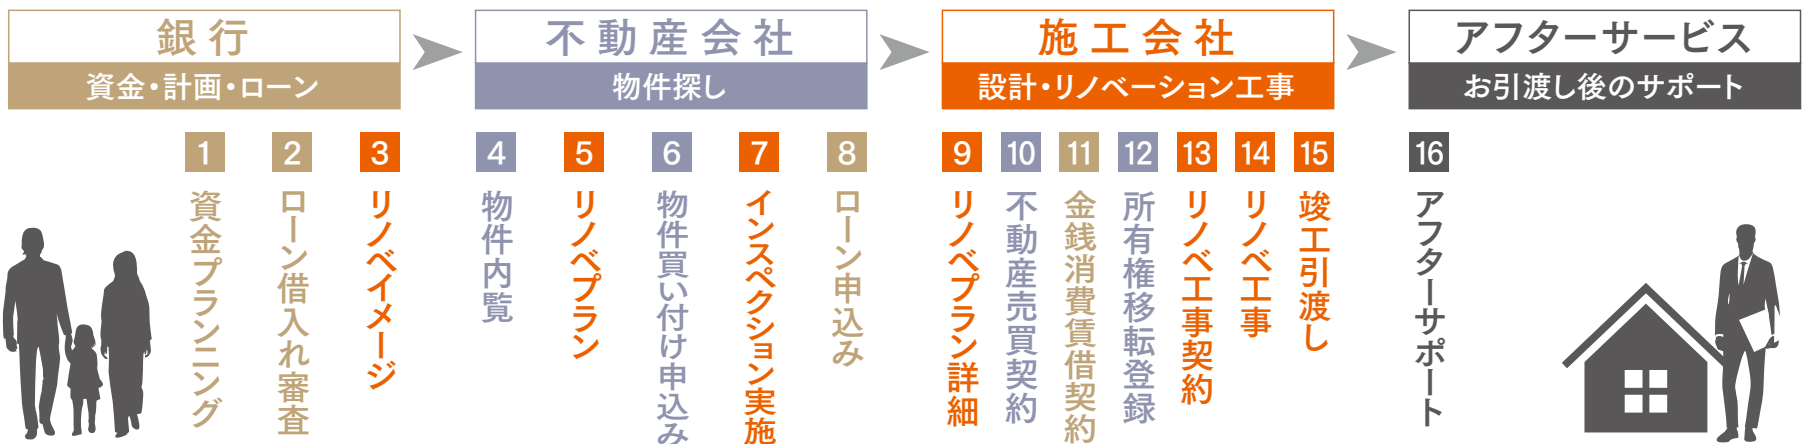 銀行
資金・計画・ローン
不動産会社
物件探し
施工会社
設計・リノベーション工事
アフターサービス
お引渡し後のサポート
1
資金プランニング
2
ローン借入れ審査
3
リノベイメージ
4
物件内覧
5
リノベプラン
6
物件買い付け申込み
7
インスペクション実施
8
ローン申込み
9
リノベプラン詳細
10
不動産売買契約
11
金銭消費賃借契約
12
所有権移転登録
13
リノベ工事契約
14
リノベ工事
15
竣工引渡し
16
アフターサポート